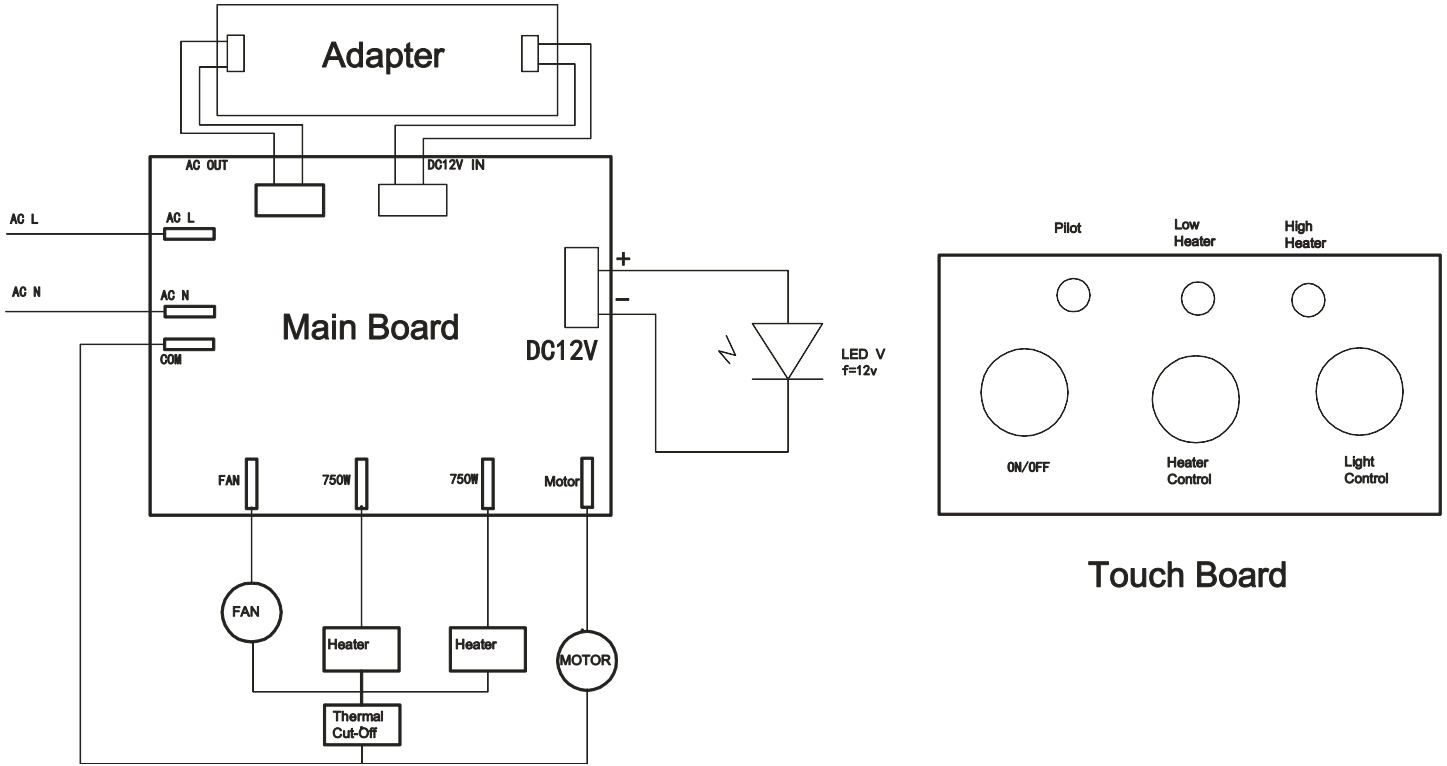 Adapter
AC OUT
DC12V IN
AC L
AC L
AC N
AC N
COM
Main Board
+
−
DC12V
LED V
f=12v
FAN
750W
750W
Motor
FAN
Heater
Heater
MOTOR
Thermal
Cut-Off
Pilot
Low
Heater
High
Heater
ON/OFF
Heater
Control
Light
Control
Touch Board